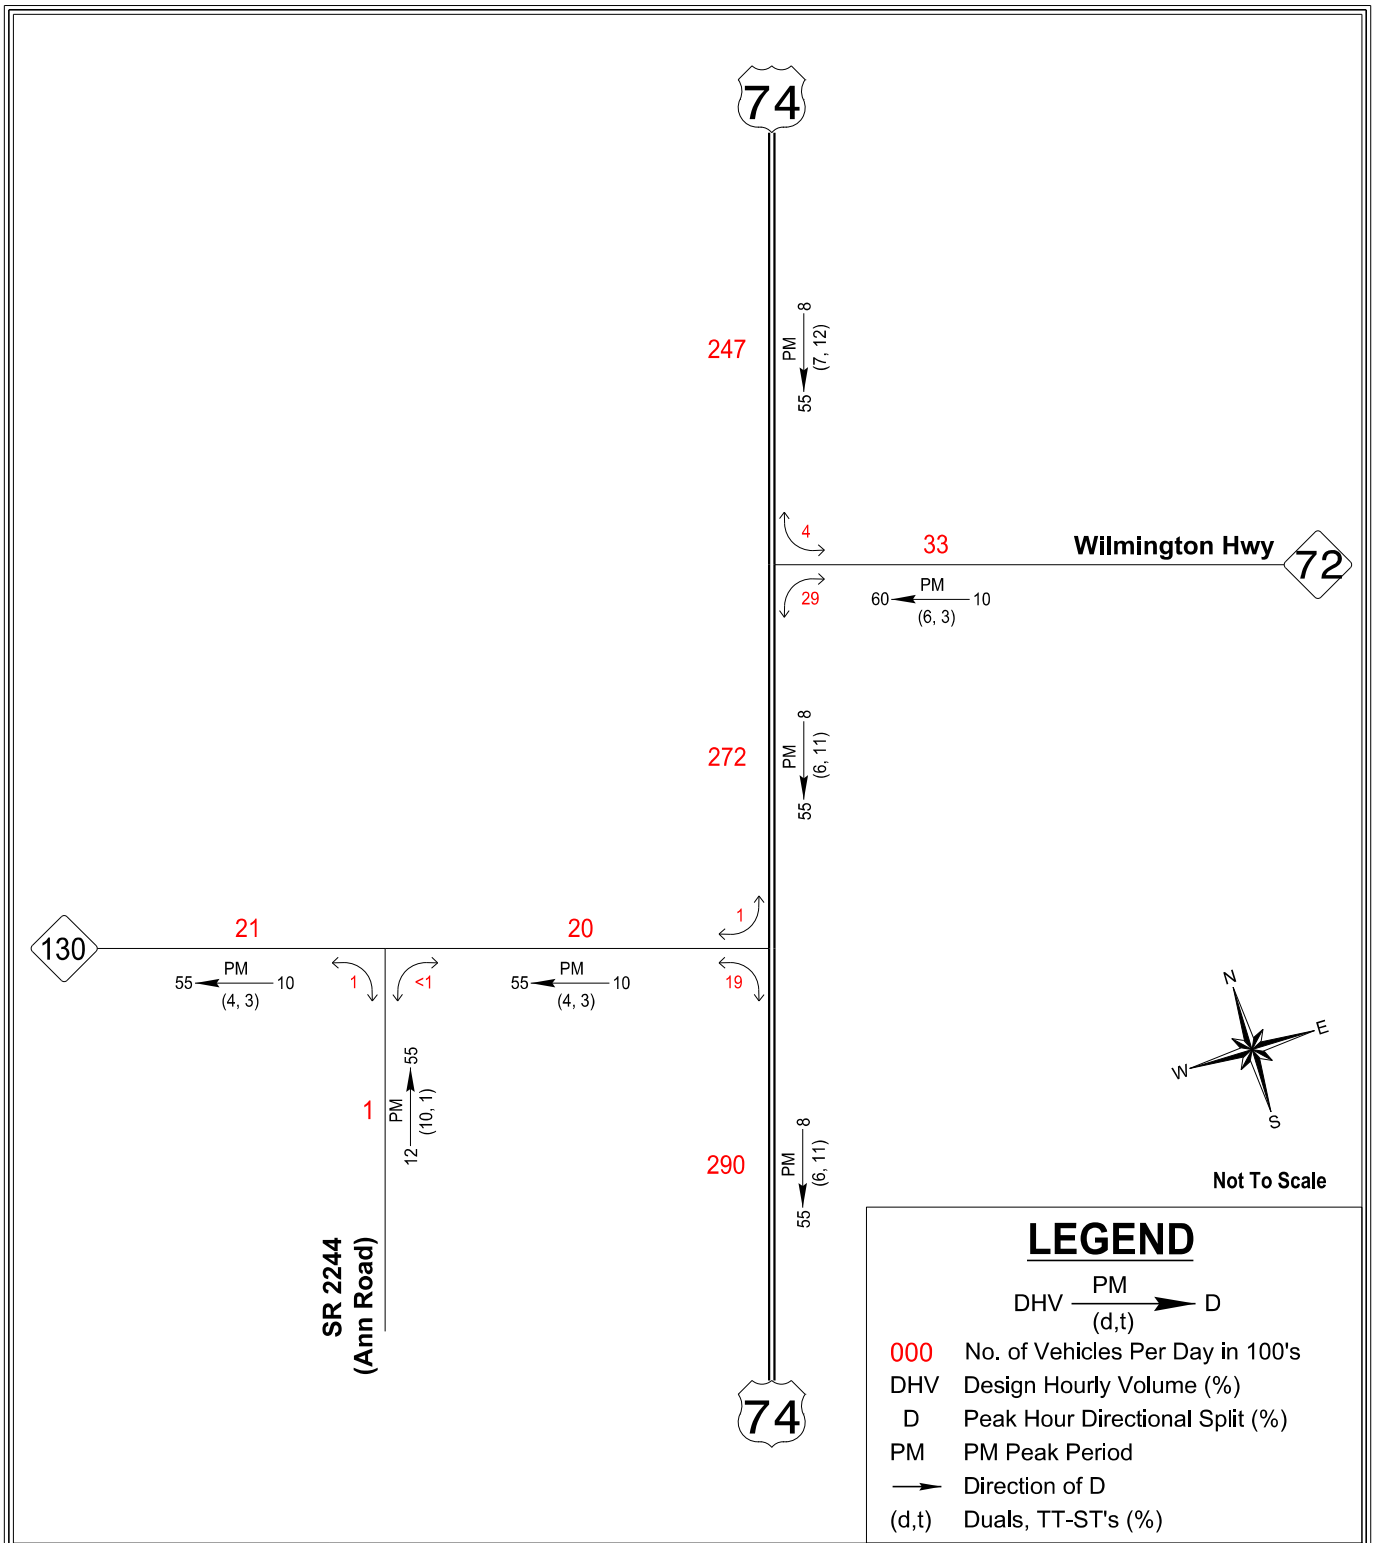 74
247
8
PM
(7, 12)
55
4
33
Wilmington Hwy
72
29
60
PM
10
(6, 3)
272
8
PM
(6, 11)
55
1
130
21
20
55
PM
10
(4, 3)
1
<1
55
PM
10
(4, 3)
19
N
E
W
S
55
PM
(10, 1)
12
1
290
8
PM
(6, 11)
55
Not To Scale
SR 2244
(Ann Road)
74
LEGEND
DHV PM D
(d,t)
000 No. of Vehicles Per Day in 100's
DHV Design Hourly Volume (%)
D Peak Hour Directional Split (%)
PM PM Peak Period
Direction of D
(d,t) Duals, TT-ST's (%)